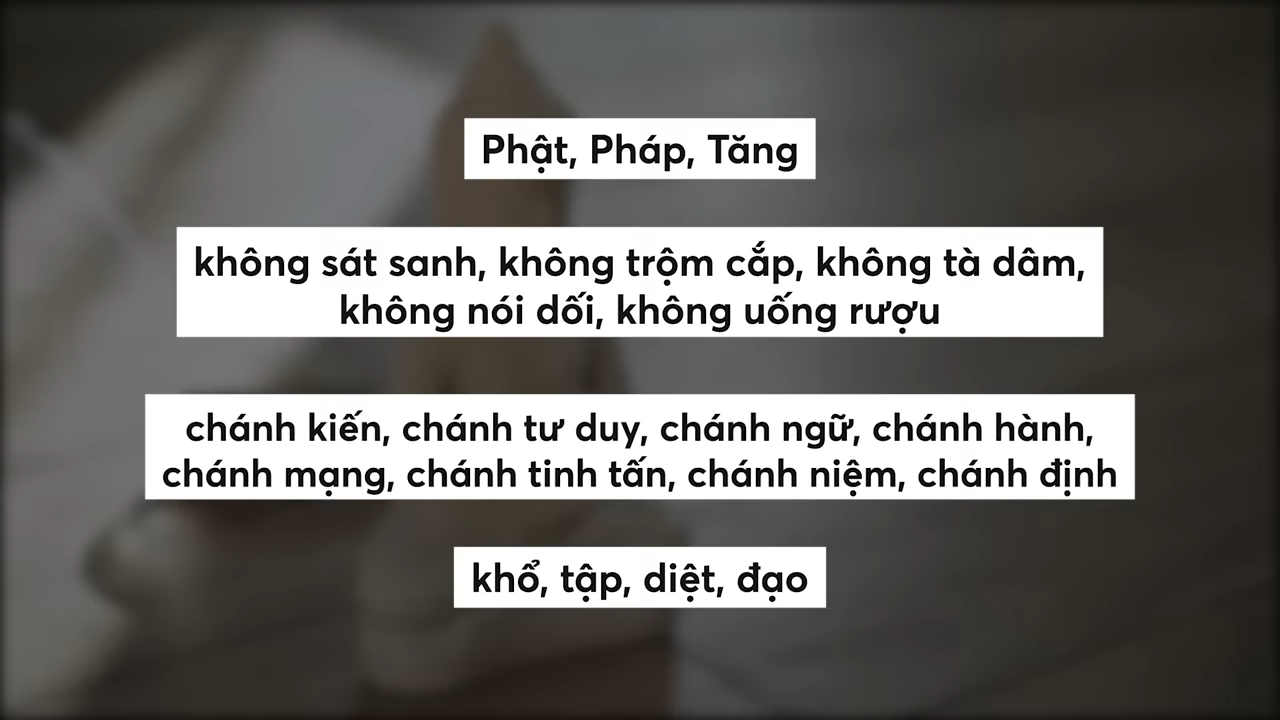 Phật, Pháp, Tăng
không sát sanh, không trộm cắp, không tà dâm,
không nói dối, không uống rượu
chánh kiến, chánh tư duy, chánh ngữ, chánh hành,
chánh mạng, chánh tinh tấn, chánh niệm, chánh định
khổ, tập, diệt, đạo